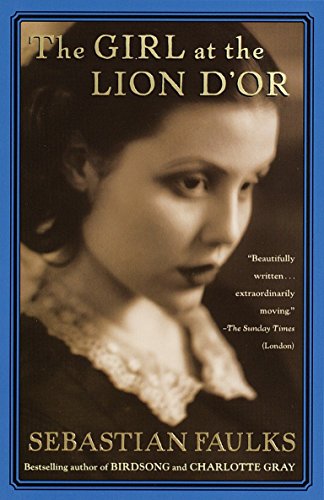 The GIRL at the
LION D'OR
"Beautifully
written...
extraordinarily
moving."
–The Sunday Times
(London)
SEBASTIAN FAULKS
Bestselling author of BIRDSONG and CHARLOTTE GRAY